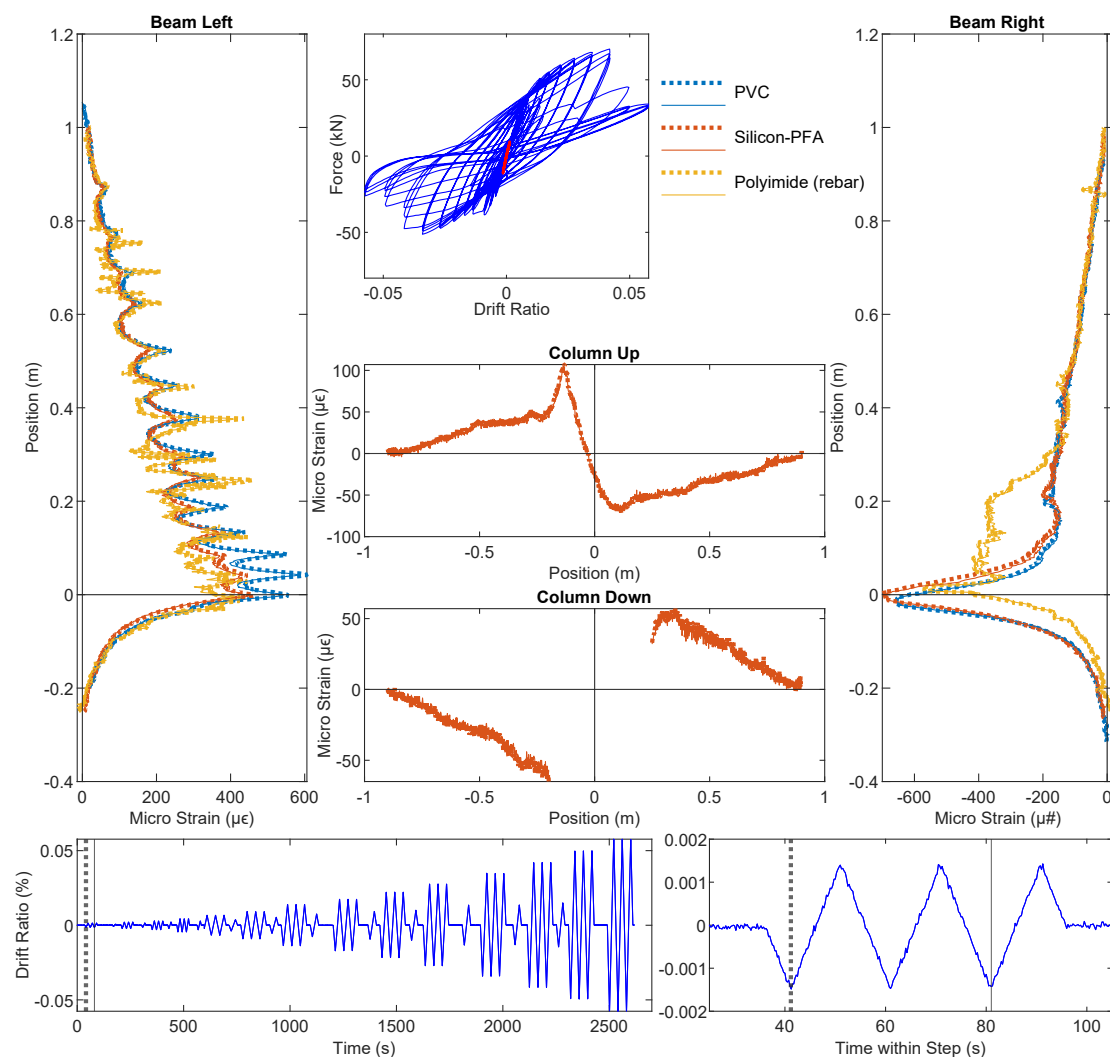 Beam Left
1.2
1
0.8
0.6
0.4
0.2
0
-0.2
-0.4
Position (m)
0 200 400 600
Micro Strain (µϵ)
50
0
-50
Force (kN)
-0.05 0 0.05
Drift Ratio
PVC
Silicon-PFA
Polyimide (rebar)
Beam Right
1.2
1
0.8
0.6
0.4
0.2
0
-0.2
-0.4
Position (m)
-600 -400 -200 0
Micro Strain (µ#)
Column Up
100
50
0
-50
-100
Micro Strain (µϵ)
-1 -0.5 0 0.5 1
Position (m)
Column Down
50
0
-50
Micro Strain (µϵ)
-1 -0.5 0 0.5 1
Position (m)
0.05
0
-0.05
Drift Ratio (%)
0 500 1000 1500 2000 2500
Time (s)
0.002
0.001
0
-0.001
-0.002
40 60 80 100
Time within Step (s)